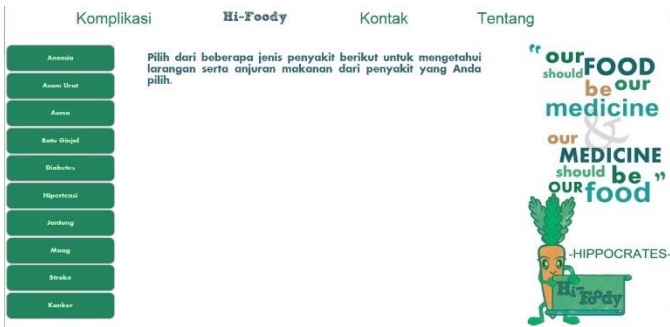 Komplikasi
Hi-Foody
Kontak
Tentang
Anemia
Asam Urat
Asma
Batu Ginjal
Diabetes
Hipertensi
Jantung
Maag
Stroke
Kanker
Pilih dari beberapa jenis penyakit berikut untuk mengetahui
larangan serta anjuran makanan dari penyakit yang Anda
pilih.
“our
should FOOD
be our
medicine
&
our
MEDICINE
should be ”
OUR food
-HIPPOCRATES-
Hi-
Foody